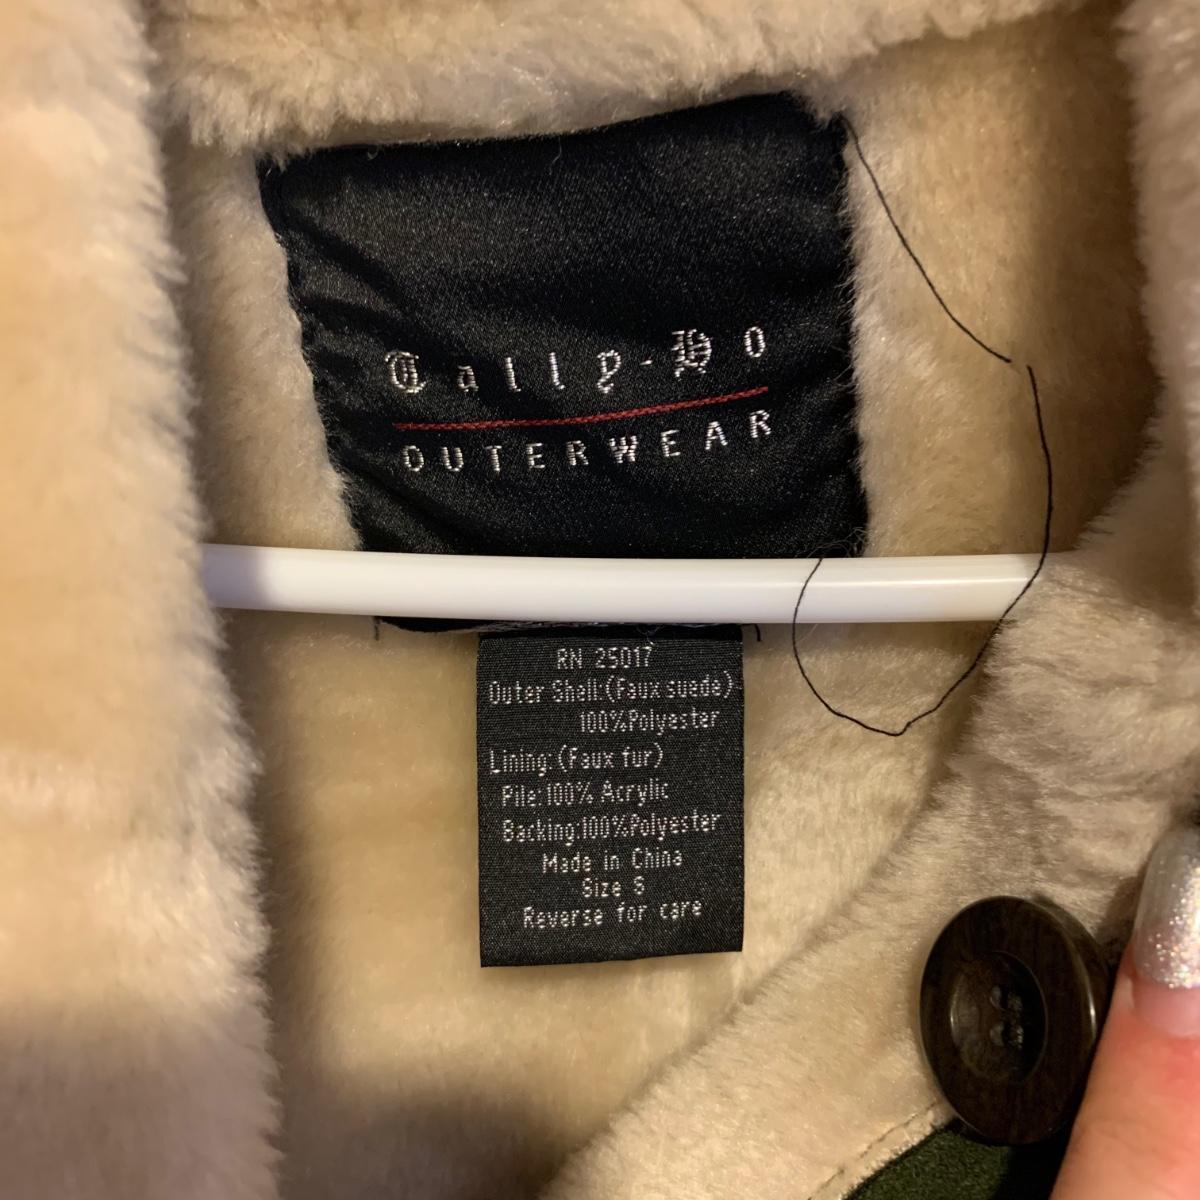 Tally-Ho
OUTERWEAR
RN 25017
Outer Shell:(Faux suede)
100%Polyester
Lining:(Faux fur)
Pile:100% Acrylic
Backing:100%Polyester
Made in China
Size S
Reverse for care